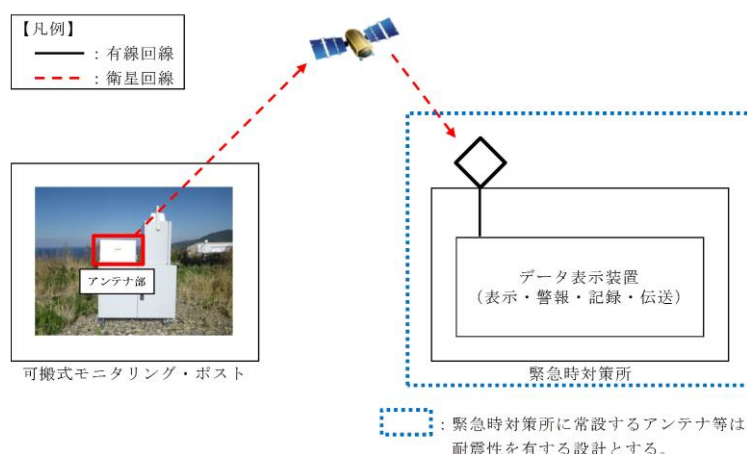 【凡例】
：有線回線
：衛星回線
アンテナ部
データ表示装置
（表示・警報・記録・伝送）
可搬式モニタリング・ポスト
緊急時対策所
：緊急時対策所に常設するアンテナ等は
耐震性を有する設計とする。